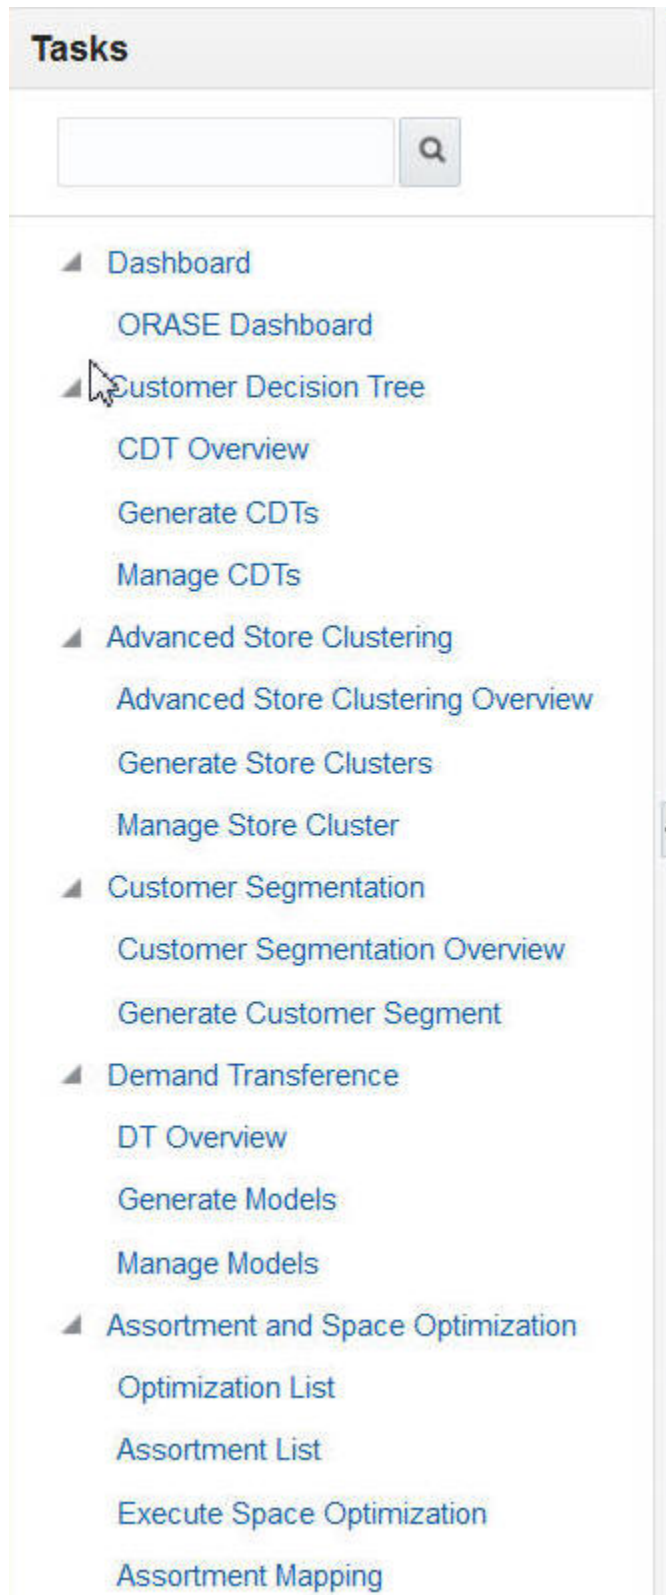 Tasks
Dashboard
ORASE Dashboard
Customer Decision Tree
CDT Overview
Generate CDTs
Manage CDTs
Advanced Store Clustering
Advanced Store Clustering Overview
Generate Store Clusters
Manage Store Cluster
Customer Segmentation
Customer Segmentation Overview
Generate Customer Segment
Demand Transference
DT Overview
Generate Models
Manage Models
Assortment and Space Optimization
Optimization List
Assortment List
Execute Space Optimization
Assortment Mapping